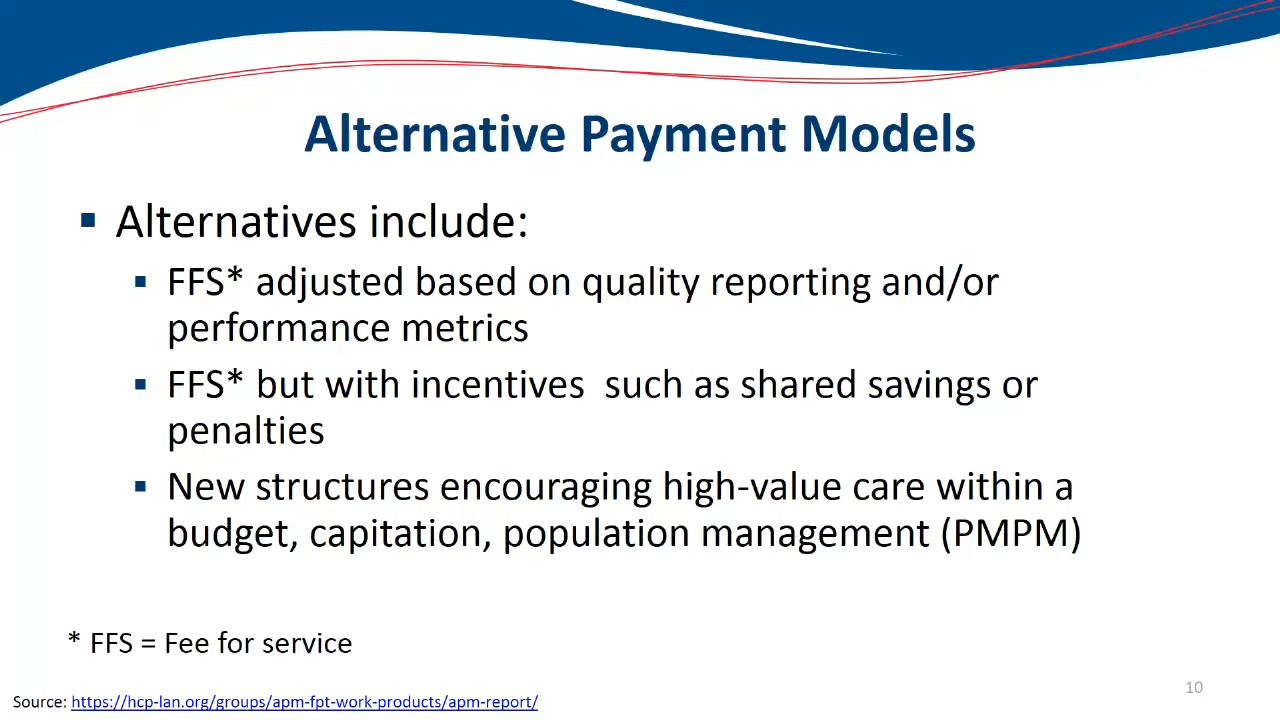 Alternative Payment Models
▪ Alternatives include:
▪ FFS* adjusted based on quality reporting and/or
performance metrics
▪ FFS* but with incentives  such as shared savings or
penalties
▪ New structures encouraging high-value care within a
budget, capitation, population management (PMPM)
* FFS = Fee for service
10
Source: https://hcp-lan.org/groups/apm-fpt-work-products/apm-report/